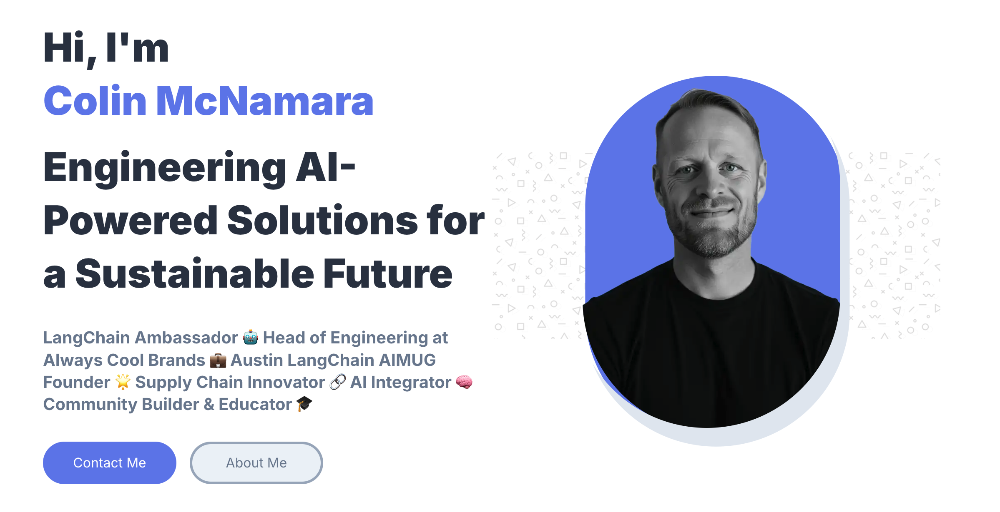 Hi, I'm
Colin McNamara
Engineering AI-
Powered Solutions for
a Sustainable Future
LangChain Ambassador 🤖 Head of Engineering at
Always Cool Brands 💼 Austin LangChain AIMUG
Founder 🌟 Supply Chain Innovator 🔗 AI Integrator 🧠
Community Builder & Educator 🎓
Contact Me
About Me